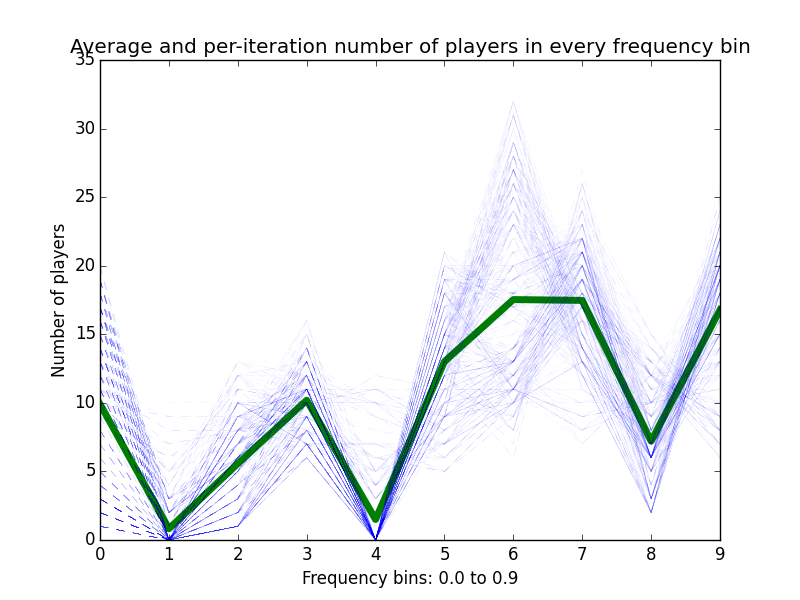 Average and per-iteration number of players in every frequency bin
35
30
25
20
15
10
5
0
Number of players
0 1 2 3 4 5 6 7 8 9
Frequency bins: 0.0 to 0.9